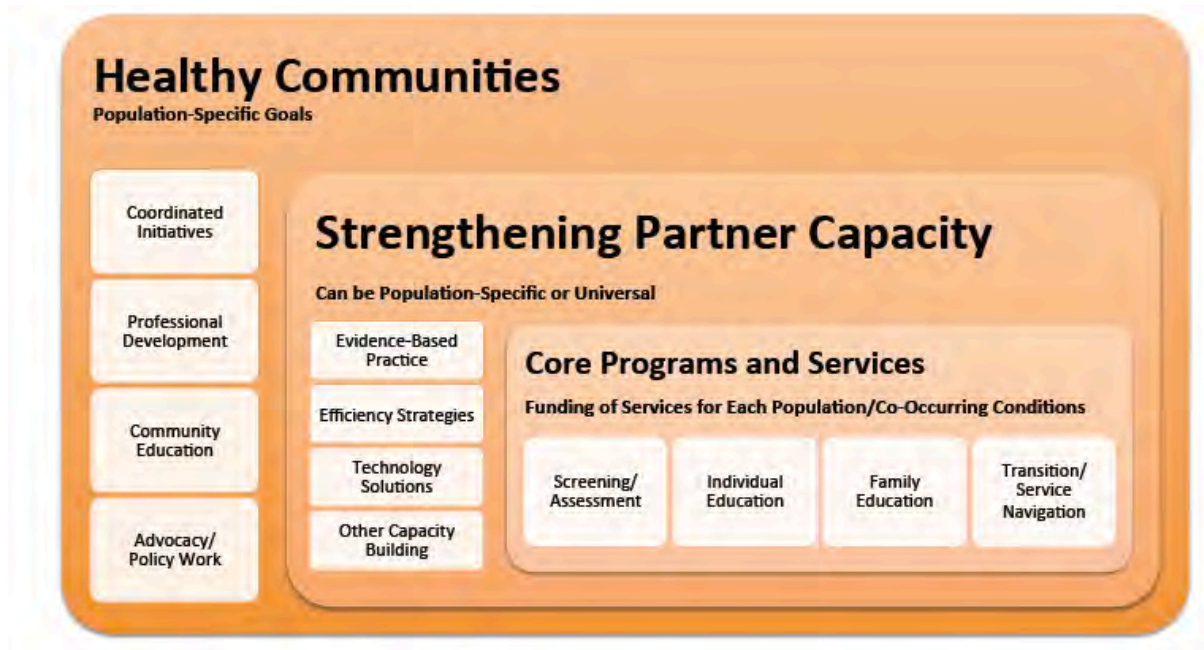 Healthy Communities
Population-Specific Goals
Coordinated
Initiatives
Professional
Development
Community
Education
Advocacy/
Policy Work
Strengthening Partner Capacity
Can be Population-Specific or Universal
Evidence-Based
Practice
Efficiency Strategies
Technology
Solutions
Other Capacity
Building
Core Programs and Services
Funding of Services for Each Population/Co-Occurring Conditions
Screening/
Assessment
Individual
Education
Family
Education
Transition/
Service
Navigation